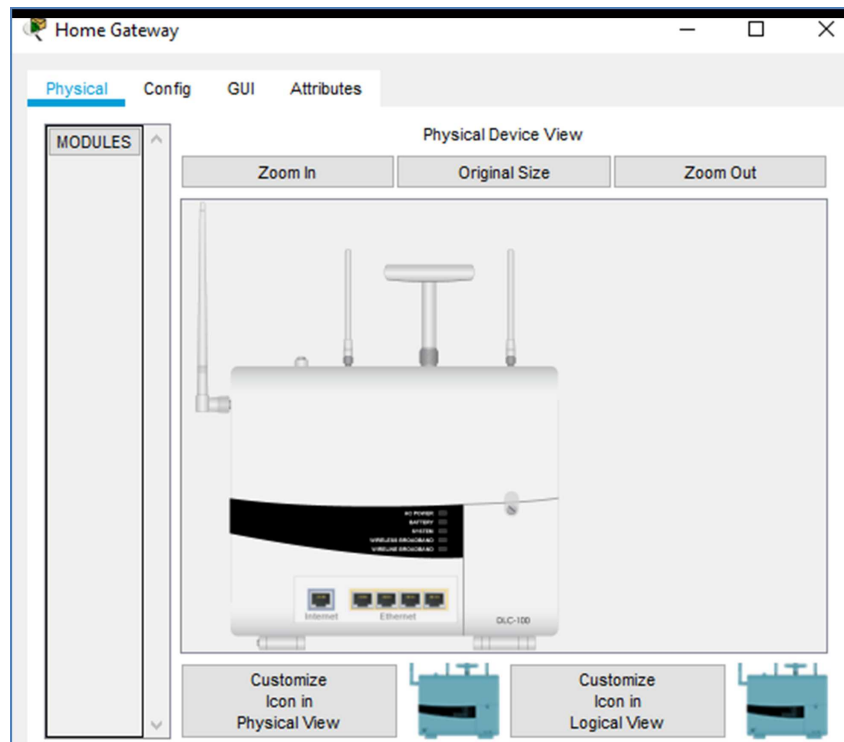 Home Gateway
Physical Config GUI Attributes
MODULES
Physical Device View
Zoom In Original Size Zoom Out
AC POWER
BATTERY
SYSTEM
WIRELESS BROADBAND
WIRELINE BROADBAND
Internet Ethernet
DLC-100
Customize
Icon in
Physical View
Customize
Icon in
Logical View